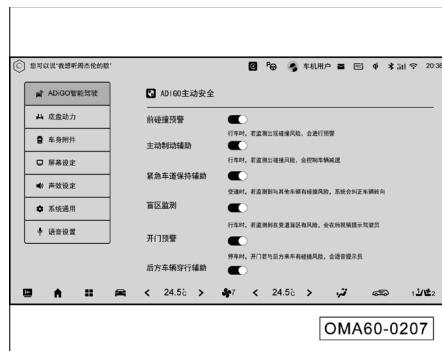 您可以说"我想听周杰伦的歌"
车机用户
20:36
ADiGO智能驾驶
底盘动力
车身附件
屏幕设定
声效设定
系统通用
语音设置
ADIGO主动安全
前碰撞预警
行车时，若监测出现碰撞风险，会进行预警
主动制动辅助
行车时，若监测出碰撞风险，会控制车辆减速
紧急车道保持辅助
变道时，若监测到与其他车辆有碰撞风险，系统会纠正车辆转向
盲区监测
行车时，若监测到在变道盲区有风险，会在后视镜提示驾驶员
开门预警
停车时，开门若与后方来车有碰撞风险，会语音提示员
后方车辆穿行辅助
24.5℃
7
24.5℃
OMA60-0207